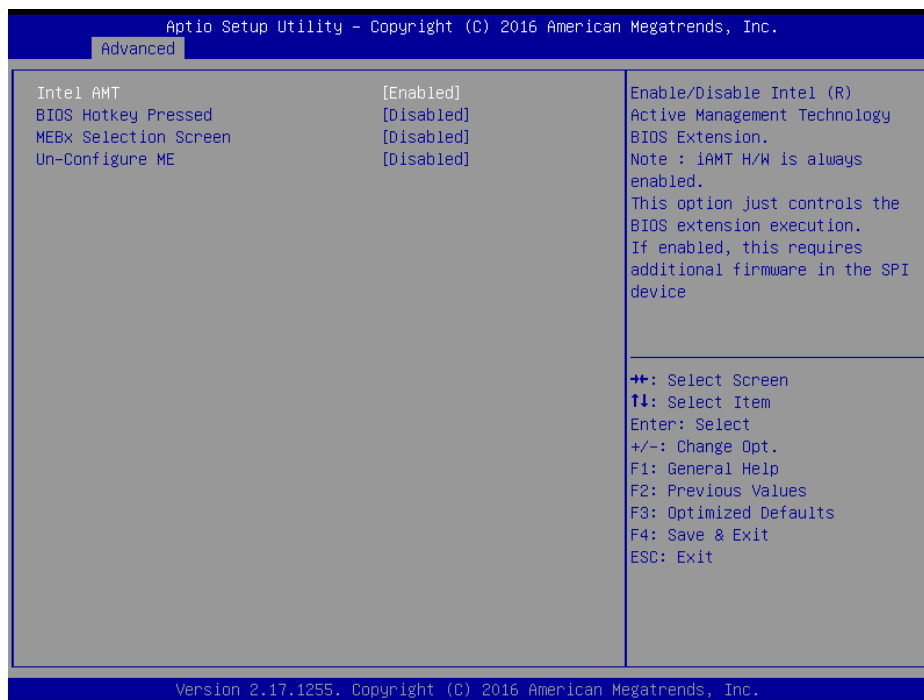 Aptio Setup Utility – Copyright (C) 2016 American Megatrends, Inc.
Advanced
Intel AMT [Enabled]
BIOS Hotkey Pressed [Disabled]
MEBx Selection Screen [Disabled]
Un-Configure ME [Disabled]
Enable/Disable Intel (R)
Active Management Technology
BIOS Extension.
Note : iAMT H/W is always
enabled.
This option just controls the
BIOS extension execution.
If enabled, this requires
additional firmware in the SPI
device
→←: Select Screen
↑↓: Select Item
Enter: Select
+/-: Change Opt.
F1: General Help
F2: Previous Values
F3: Optimized Defaults
F4: Save & Exit
ESC: Exit
Version 2.17.1255. Copyright (C) 2016 American Megatrends, Inc.